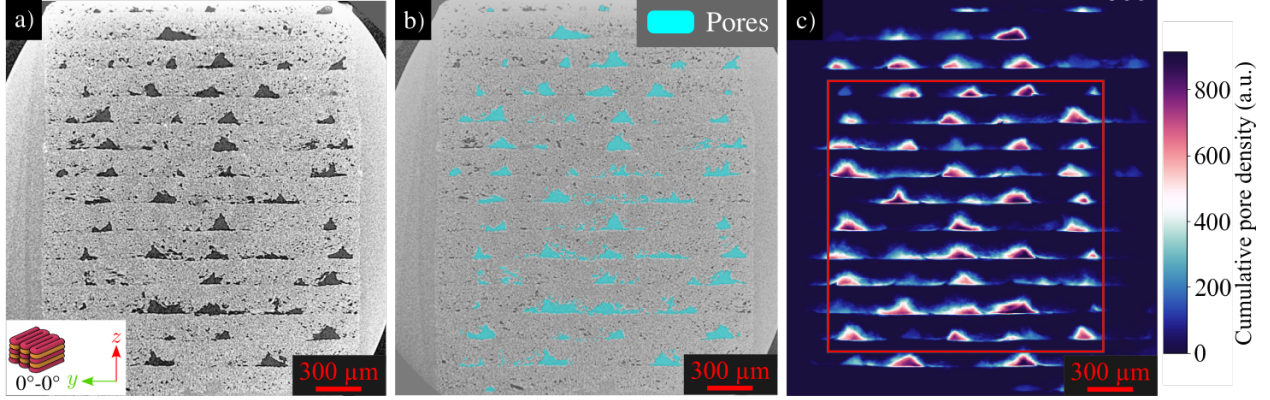 a)
b)
Pores
c)
800
600
400
200
0
Cumulative pore density (a.u.)
z
y
0°-0°
300 µm
300 µm
300 µm